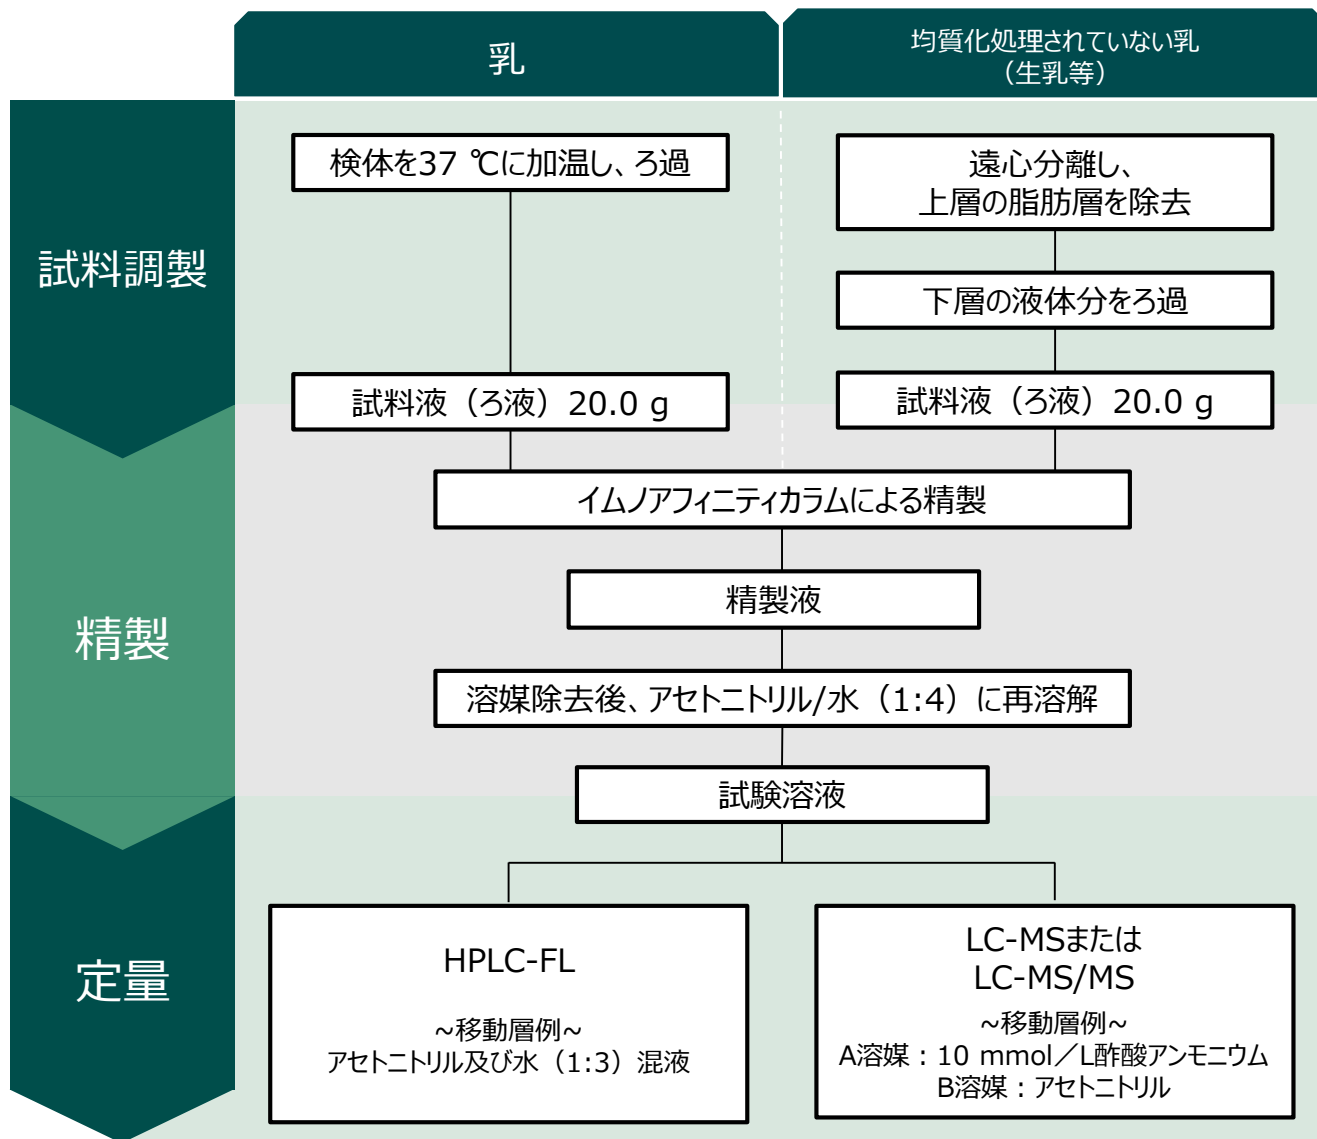 乳
均質化処理されていない乳
（生乳等）
試料調製
検体を37 ℃に加温し、ろ過
遠心分離し、
上層の脂肪層を除去
下層の液体分をろ過
試料液（ろ液）20.0 g
試料液（ろ液）20.0 g
精製
イムノアフィニティカラムによる精製
精製液
溶媒除去後、アセトニトリル/水（1:4）に再溶解
試験溶液
定量
HPLC-FL
~移動層例~
アセトニトリル及び水（1:3）混液
LC-MSまたは
LC-MS/MS
~移動層例~
A溶媒：10 mmol／L酢酸アンモニウム
B溶媒：アセトニトリル